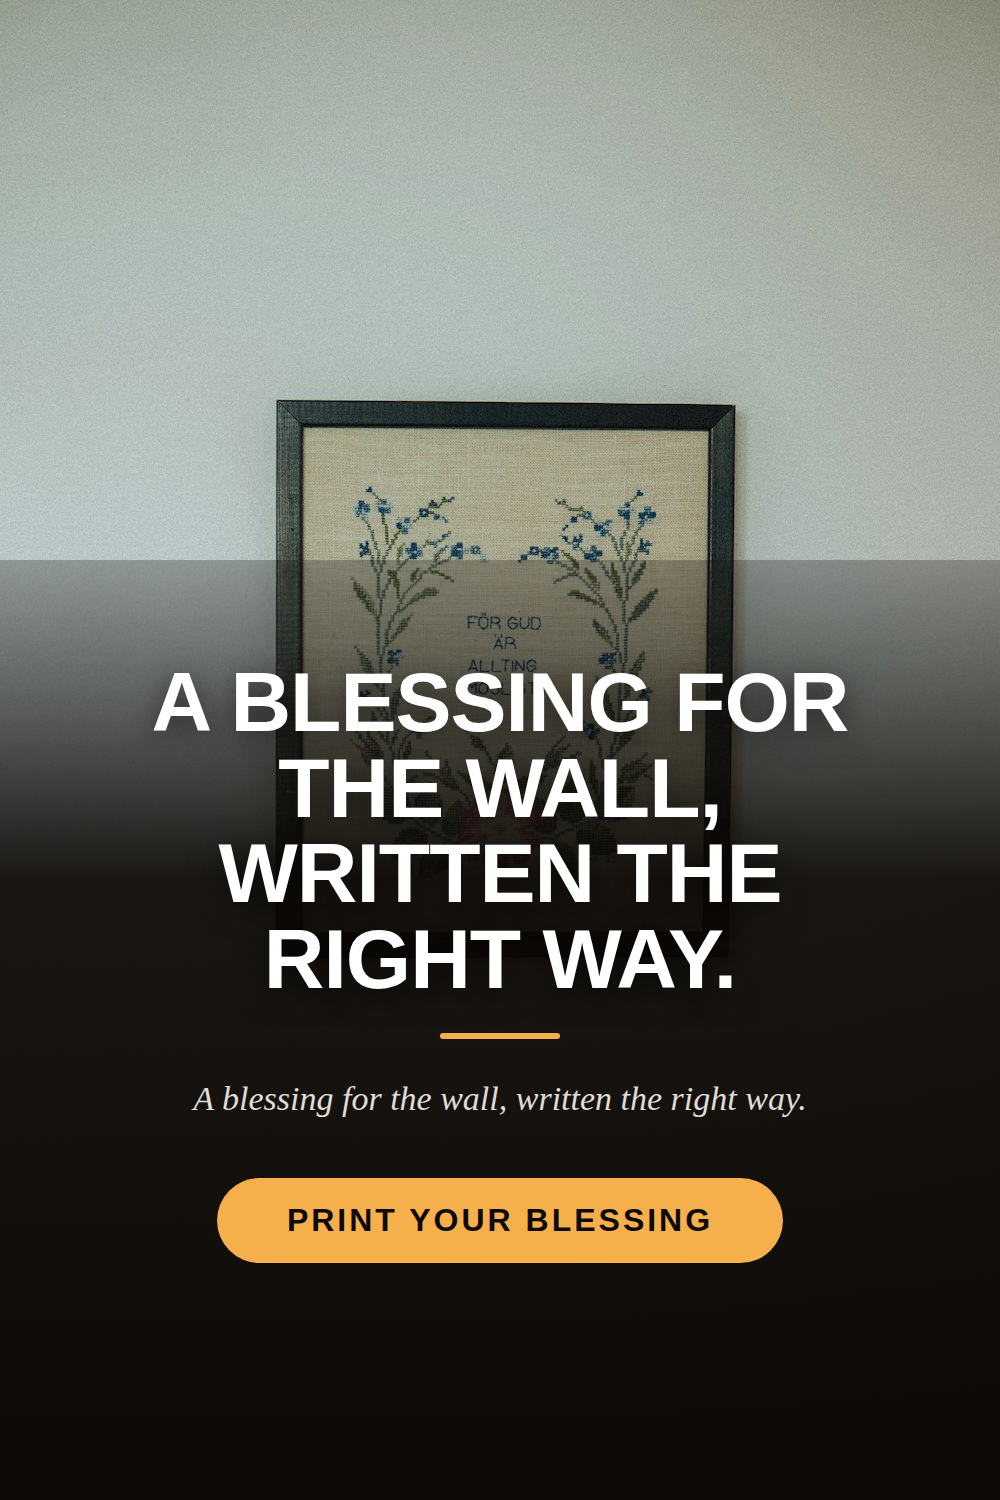 FÖR GUD
ÄR
ALLTING
A BLESSING FOR
THE WALL,
WRITTEN THE
RIGHT WAY.
A blessing for the wall, written the right way.
PRINT YOUR BLESSING